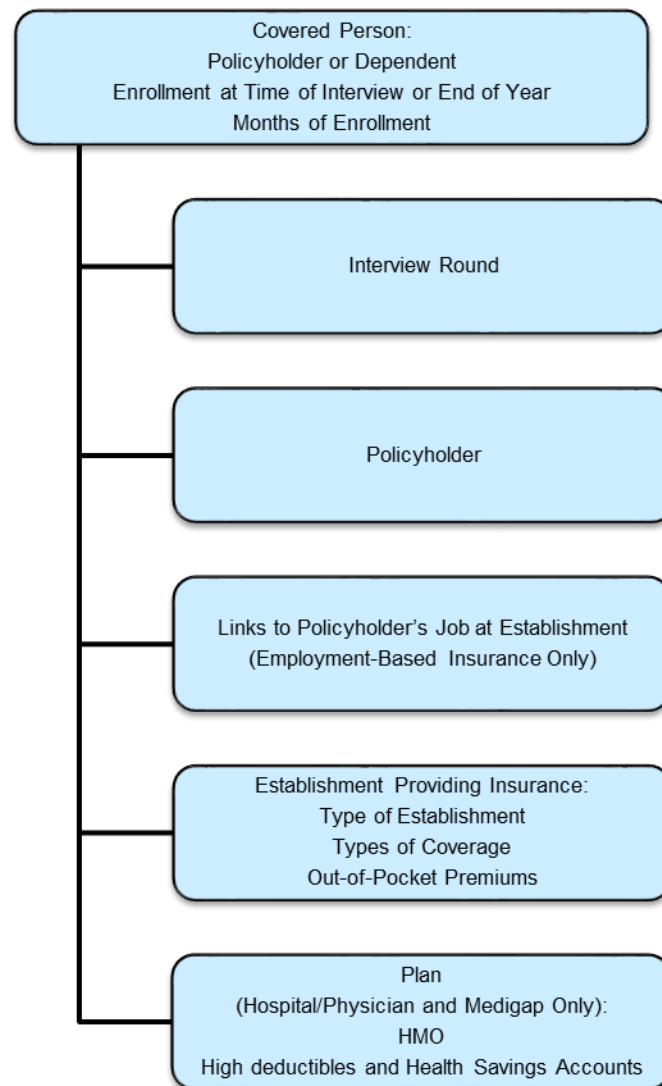 Covered Person:
Policyholder or Dependent
Enrollment at Time of Interview or End of Year
Months of Enrollment
Interview Round
Policyholder
Links to Policyholder’s Job at Establishment
(Employment-Based Insurance Only)
Establishment Providing Insurance:
Type of Establishment
Types of Coverage
Out-of-Pocket Premiums
Plan
(Hospital/Physician and Medigap Only):
HMO
High deductibles and Health Savings Accounts